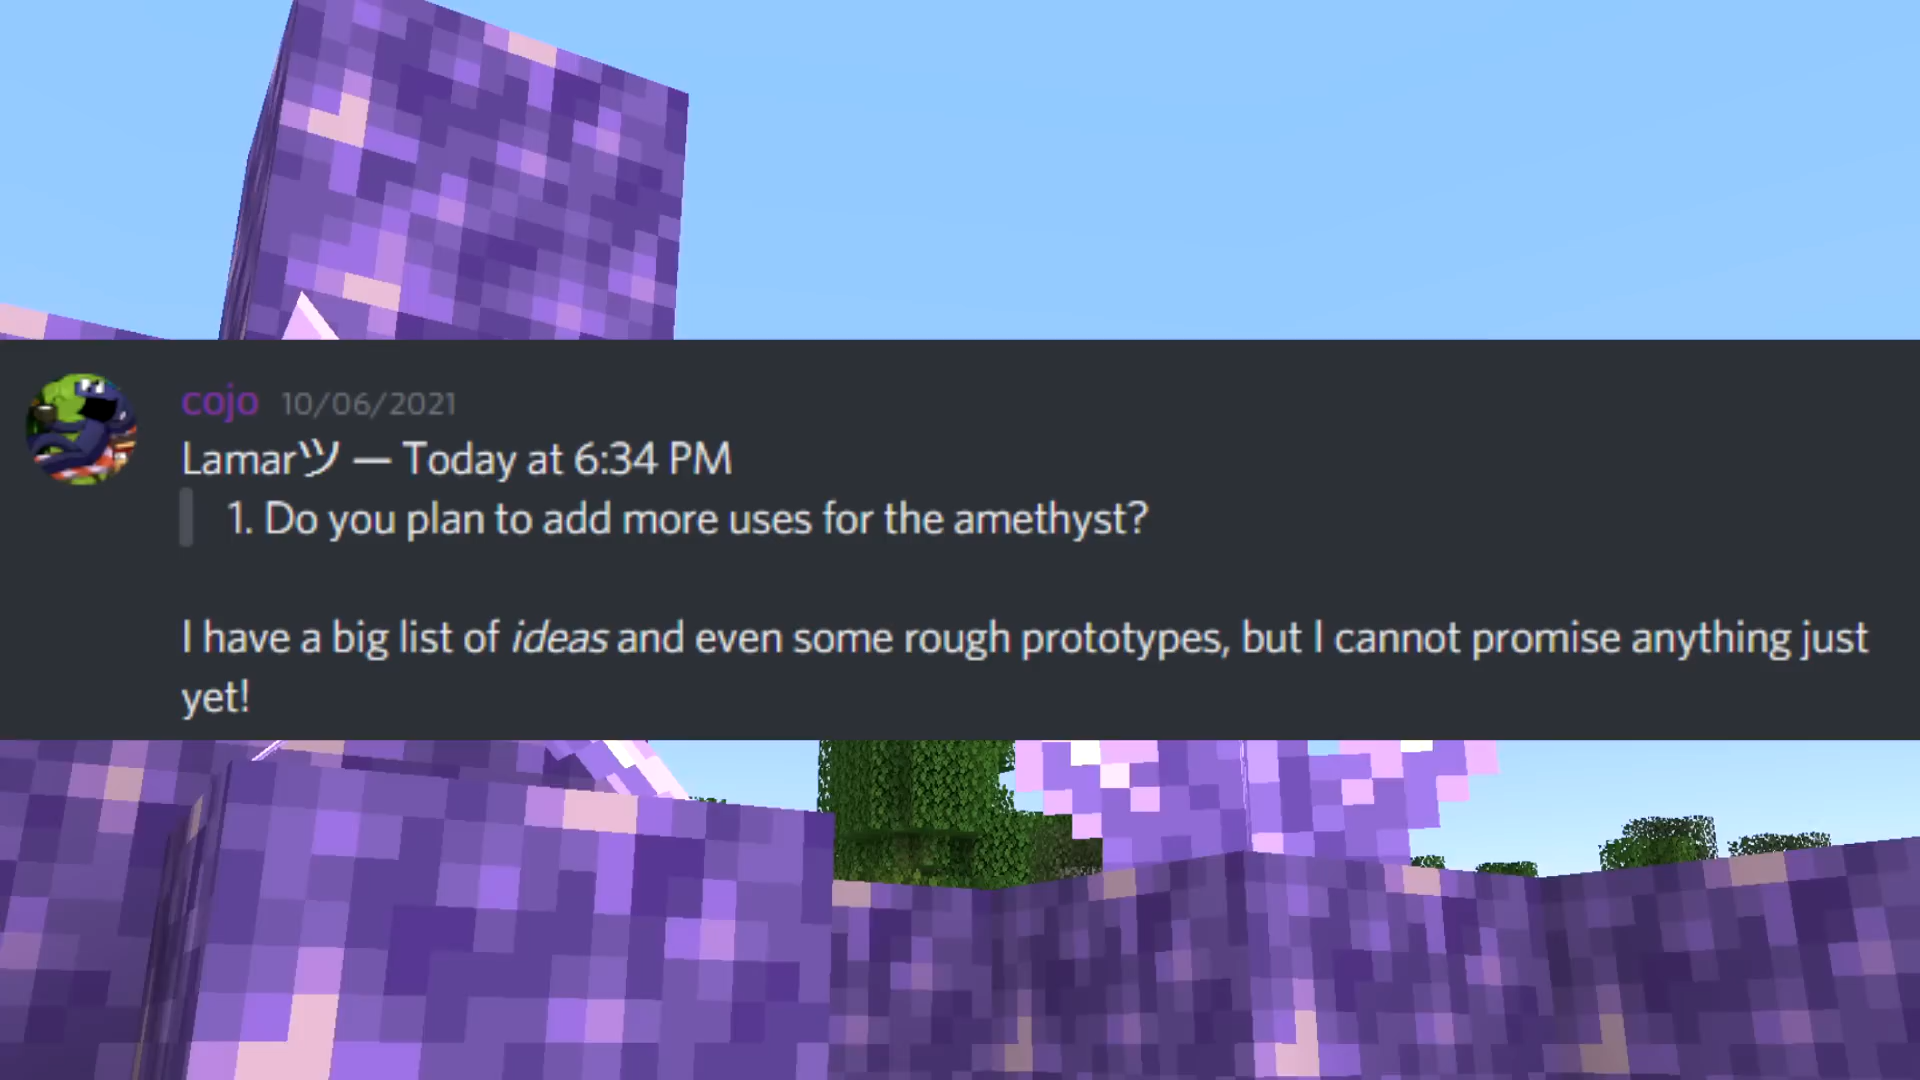 cojo 10/06/2021
Lamarツ — Today at 6:34 PM
1. Do you plan to add more uses for the amethyst?
I have a big list of ideas and even some rough prototypes, but I cannot promise anything just
yet!